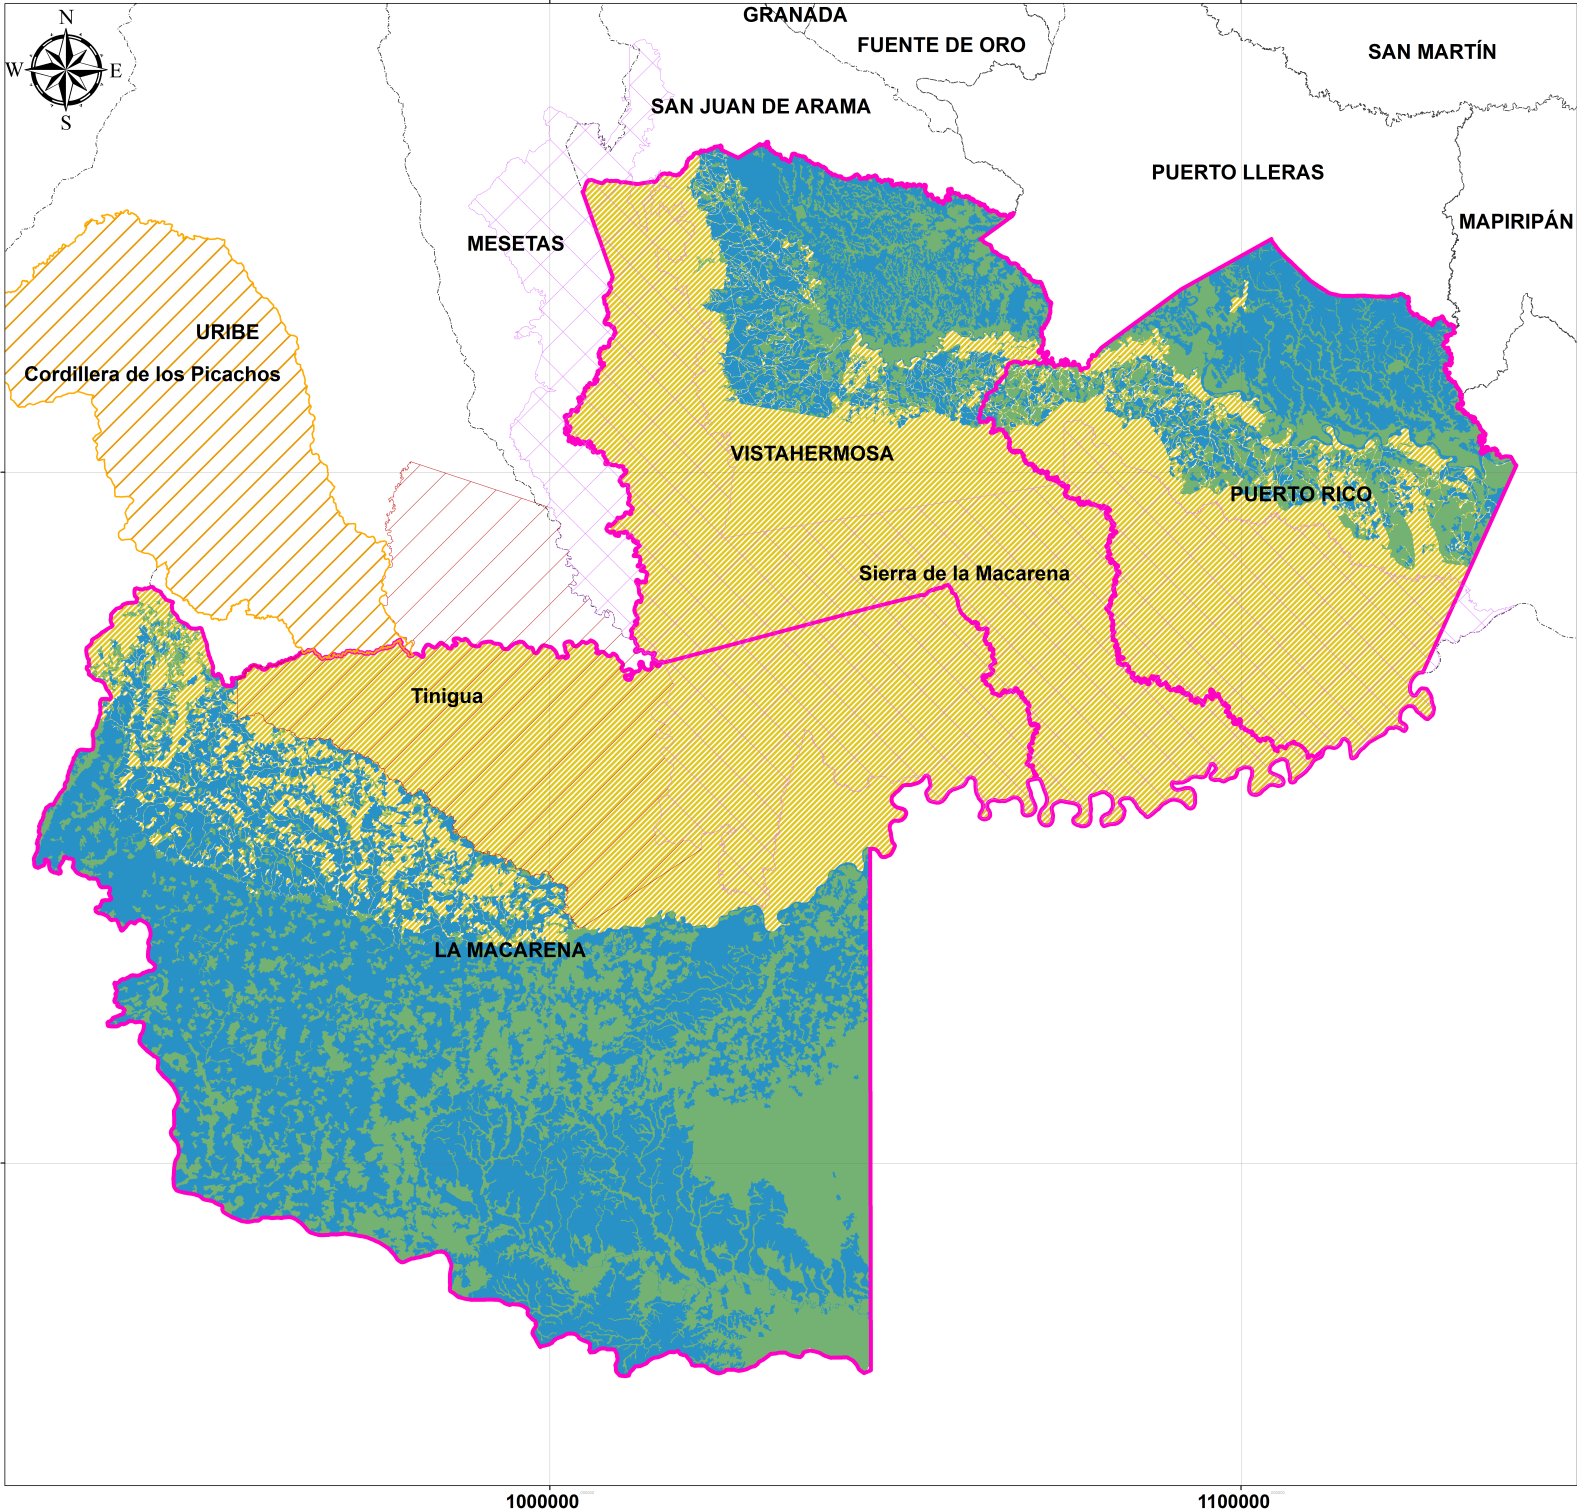 GRANADA
N
FUENTE DE ORO
SAN MARTÍN
W
E
SAN JUAN DE ARAMA
S
PUERTO LLERAS
MAPIRIPÁN
MESETAS
URIBE
Cordillera de los Picachos
VISTAHERMOSA
PUERTO RICO
Sierra de la Macarena
Tinigua
LA MACARENA
1000000
1100000